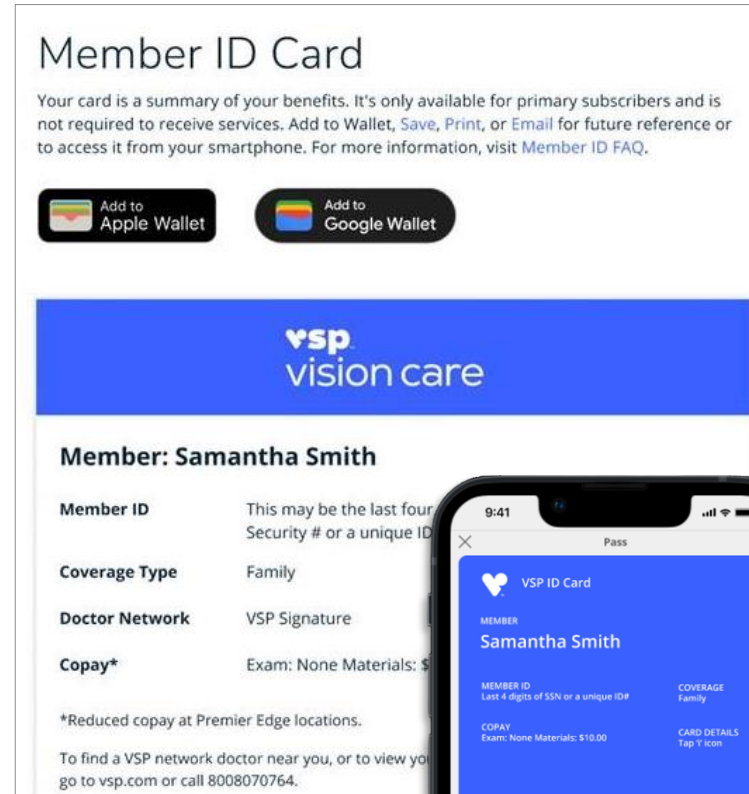 Member ID Card
Your card is a summary of your benefits. It's only available for primary subscribers and is
not required to receive services. Add to Wallet, Save, Print, or Email for future reference or
to access it from your smartphone. For more information, visit Member ID FAQ.
Add to
Apple Wallet
Add to
Google Wallet
vsp
vision care
Member: Samantha Smith
Member ID
This may be the last four
Security # or a unique ID
Coverage Type
Family
Doctor Network
VSP Signature
Copay*
Exam: None Materials: $
*Reduced copay at Premier Edge locations.
To find a VSP network doctor near you, or to view you
go to vsp.com or call 8008070764.
9:41
Pass
VSP ID Card
MEMBER
Samantha Smith
MEMBER ID
Last 4 digits of SSN or a unique ID#
COVERAGE
Family
COPAY
Exam: None Materials: $10.00
CARD DETAILS
Tap 'i' icon